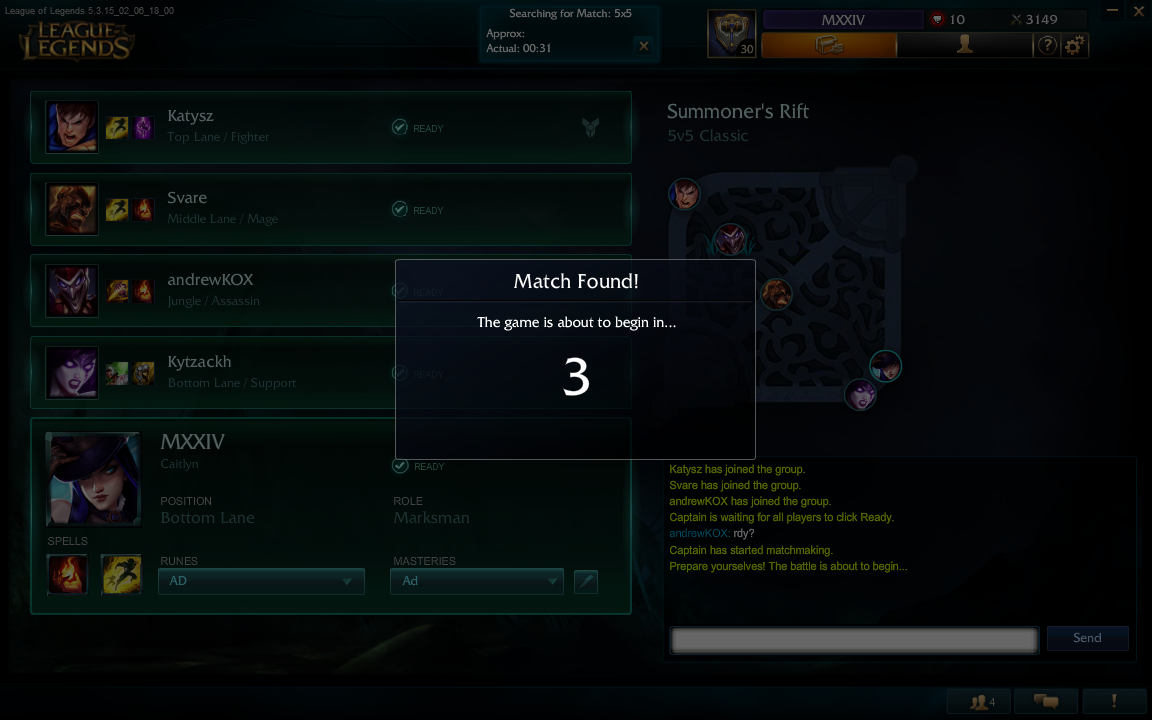 League of Legends 5.3.15_02_06_18_00
LEAGUE of
LEGENDS
Searching for Match: 5x5
Approx:
Actual: 00:31
30
MXXIV
10
3149
?
Katysz
Top Lane / Fighter
READY
Svare
Middle Lane / Mage
READY
andrewKOX
Jungle / Assassin
READY
Kytzackh
Bottom Lane / Support
READY
MXXIV
Caitlyn
READY
POSITION
Bottom Lane
ROLE
Marksman
SPELLS
RUNES
AD
MASTERIES
Ad
Match Found!
The game is about to begin in...
3
Summoner's Rift
5v5 Classic
Katysz has joined the group.
Svare has joined the group.
andrewKOX has joined the group.
Captain is waiting for all players to click Ready.
andrewKOX: rdy?
Captain has started matchmaking.
Prepare yourselves! The battle is about to begin...
Send
4
!